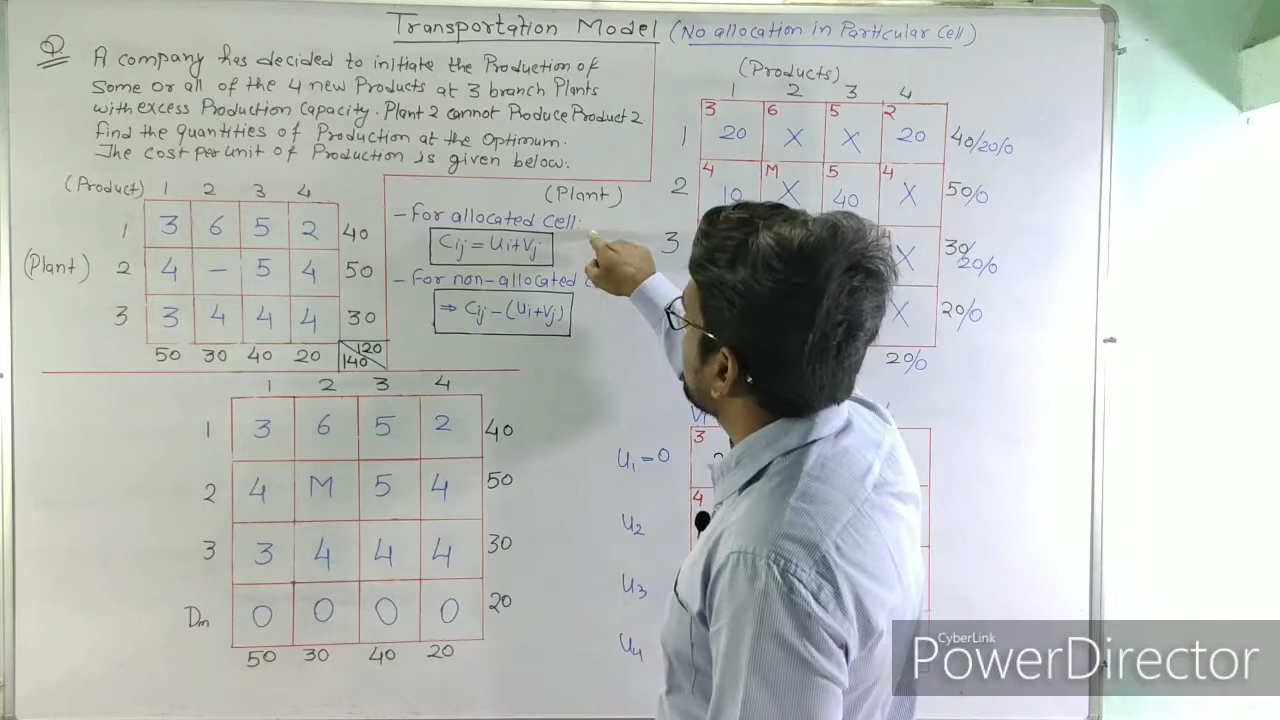 Transportation Model (No allocation in Particular Cell)
Q A company has decided to initiate the Production of
Some or all of the 4 new Products at 3 branch Plants
with excess Production Capacity. Plant 2 cannot Produce Product 2
find the quantities of Production at the Optimum.
The cost per unit of Production is given below:
(Product) 1 2 3 4
1 3 6 5 2 40
(Plant) 2 4 – 5 4 50
3 3 4 4 4 30
50 30 40 20 120
140
(Plant)
- for allocated cell:
Cij = Ui+Vj
- for non-allocated
⇒ Cij - (Ui+Vj)
1 2 3 4
1 3 6 5 2 40
2 4 M 5 4 50
3 3 4 4 4 30
Dm 0 0 0 0 20
50 30 40 20
(Products)
1 2 3 4
3 6 5 2
1 20 X X 20 40/20/0
4 M 5 4
2 10 X 40 X 50/0
3 X 30/20/0
X 20/0
20/0
3
U1 = 0
4
U2
U3
U4
CyberLink
PowerDirector